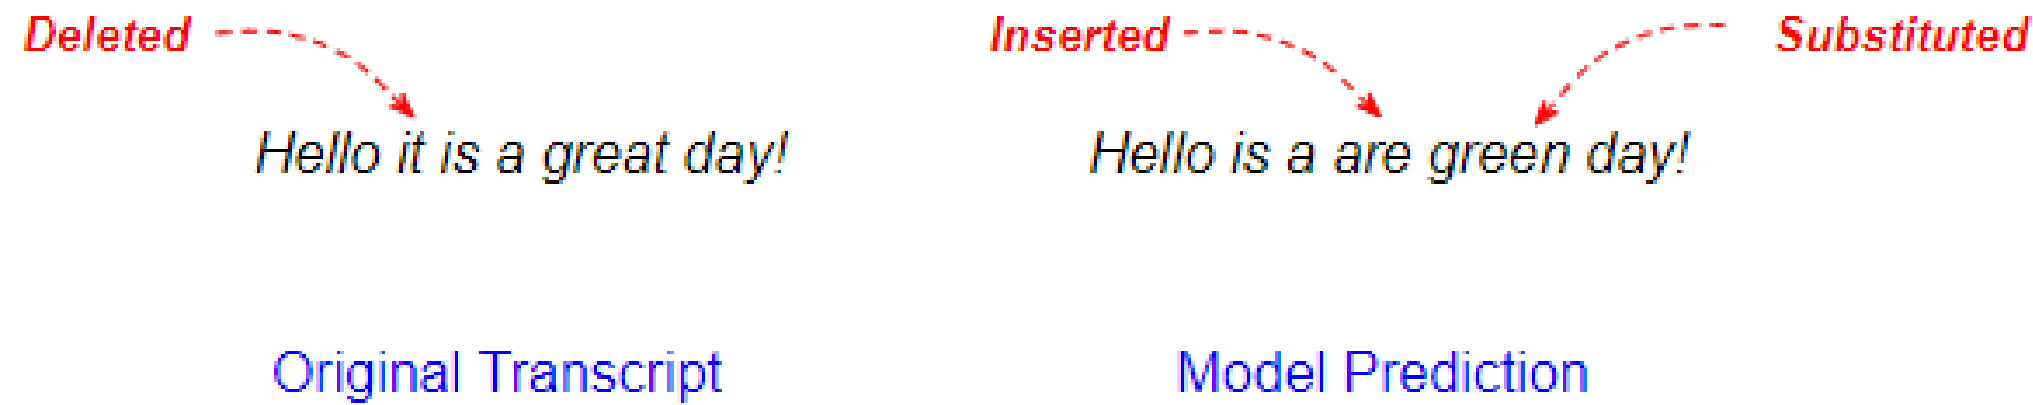 Deleted
Inserted
Substituted
Hello it is a great day!
Hello is a are green day!
Original Transcript
Model Prediction